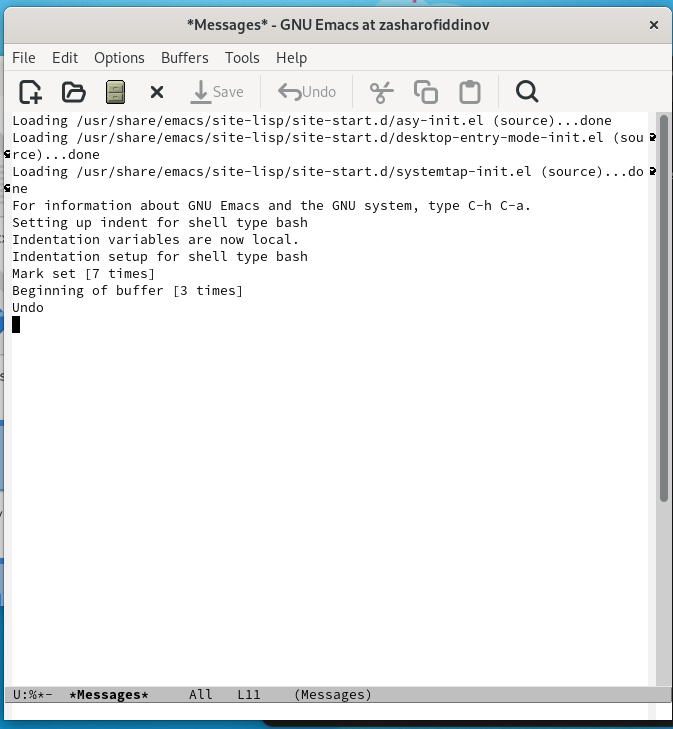 *Messages* - GNU Emacs at zasharofiddinov
File Edit Options Buffers Tools Help
Save Undo
Loading /usr/share/emacs/site-lisp/site-start.d/asy-init.el (source)...done
Loading /usr/share/emacs/site-lisp/site-start.d/desktop-entry-mode-init.el (sou
rce)...done
Loading /usr/share/emacs/site-lisp/site-start.d/systemtap-init.el (source)...do
ne
For information about GNU Emacs and the GNU system, type C-h C-a.
Setting up indent for shell type bash
Indentation variables are now local.
Indentation setup for shell type bash
Mark set [7 times]
Beginning of buffer [3 times]
Undo
U:%*- *Messages* All L11 (Messages)